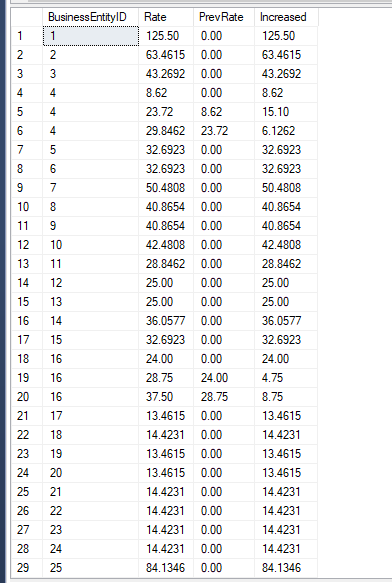 BusinessEntityID Rate PrevRate Increased
1 1 125.50 0.00 125.50
2 2 63.4615 0.00 63.4615
3 3 43.2692 0.00 43.2692
4 4 8.62 0.00 8.62
5 4 23.72 8.62 15.10
6 4 29.8462 23.72 6.1262
7 5 32.6923 0.00 32.6923
8 6 32.6923 0.00 32.6923
9 7 50.4808 0.00 50.4808
10 8 40.8654 0.00 40.8654
11 9 40.8654 0.00 40.8654
12 10 42.4808 0.00 42.4808
13 11 28.8462 0.00 28.8462
14 12 25.00 0.00 25.00
15 13 25.00 0.00 25.00
16 14 36.0577 0.00 36.0577
17 15 32.6923 0.00 32.6923
18 16 24.00 0.00 24.00
19 16 28.75 24.00 4.75
20 16 37.50 28.75 8.75
21 17 13.4615 0.00 13.4615
22 18 14.4231 0.00 14.4231
23 19 13.4615 0.00 13.4615
24 20 13.4615 0.00 13.4615
25 21 14.4231 0.00 14.4231
26 22 14.4231 0.00 14.4231
27 23 14.4231 0.00 14.4231
28 24 14.4231 0.00 14.4231
29 25 84.1346 0.00 84.1346